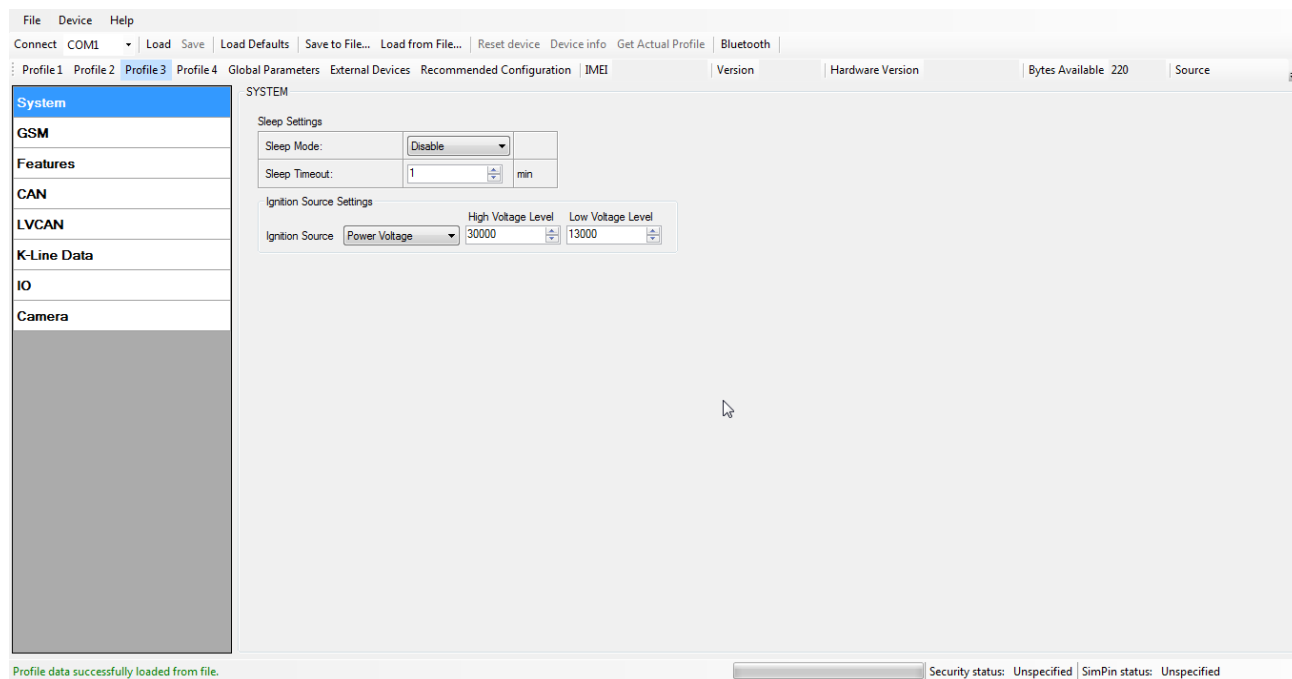 File Device Help
Connect COM1 Load Save Load Defaults Save to File... Load from File... Reset device Device info Get Actual Profile Bluetooth
Profile 1 Profile 2 Profile 3 Profile 4 Global Parameters External Devices Recommended Configuration IMEI Version Hardware Version Bytes Available 220 Source
System
GSM
Features
CAN
LVCAN
K-Line Data
IO
Camera
SYSTEM
Sleep Settings
Sleep Mode: Disable
Sleep Timeout: 1 min
Ignition Source Settings
High Voltage Level Low Voltage Level
Ignition Source Power Voltage 30000 13000
Profile data successfully loaded from file. Security status: Unspecified SimPin status: Unspecified